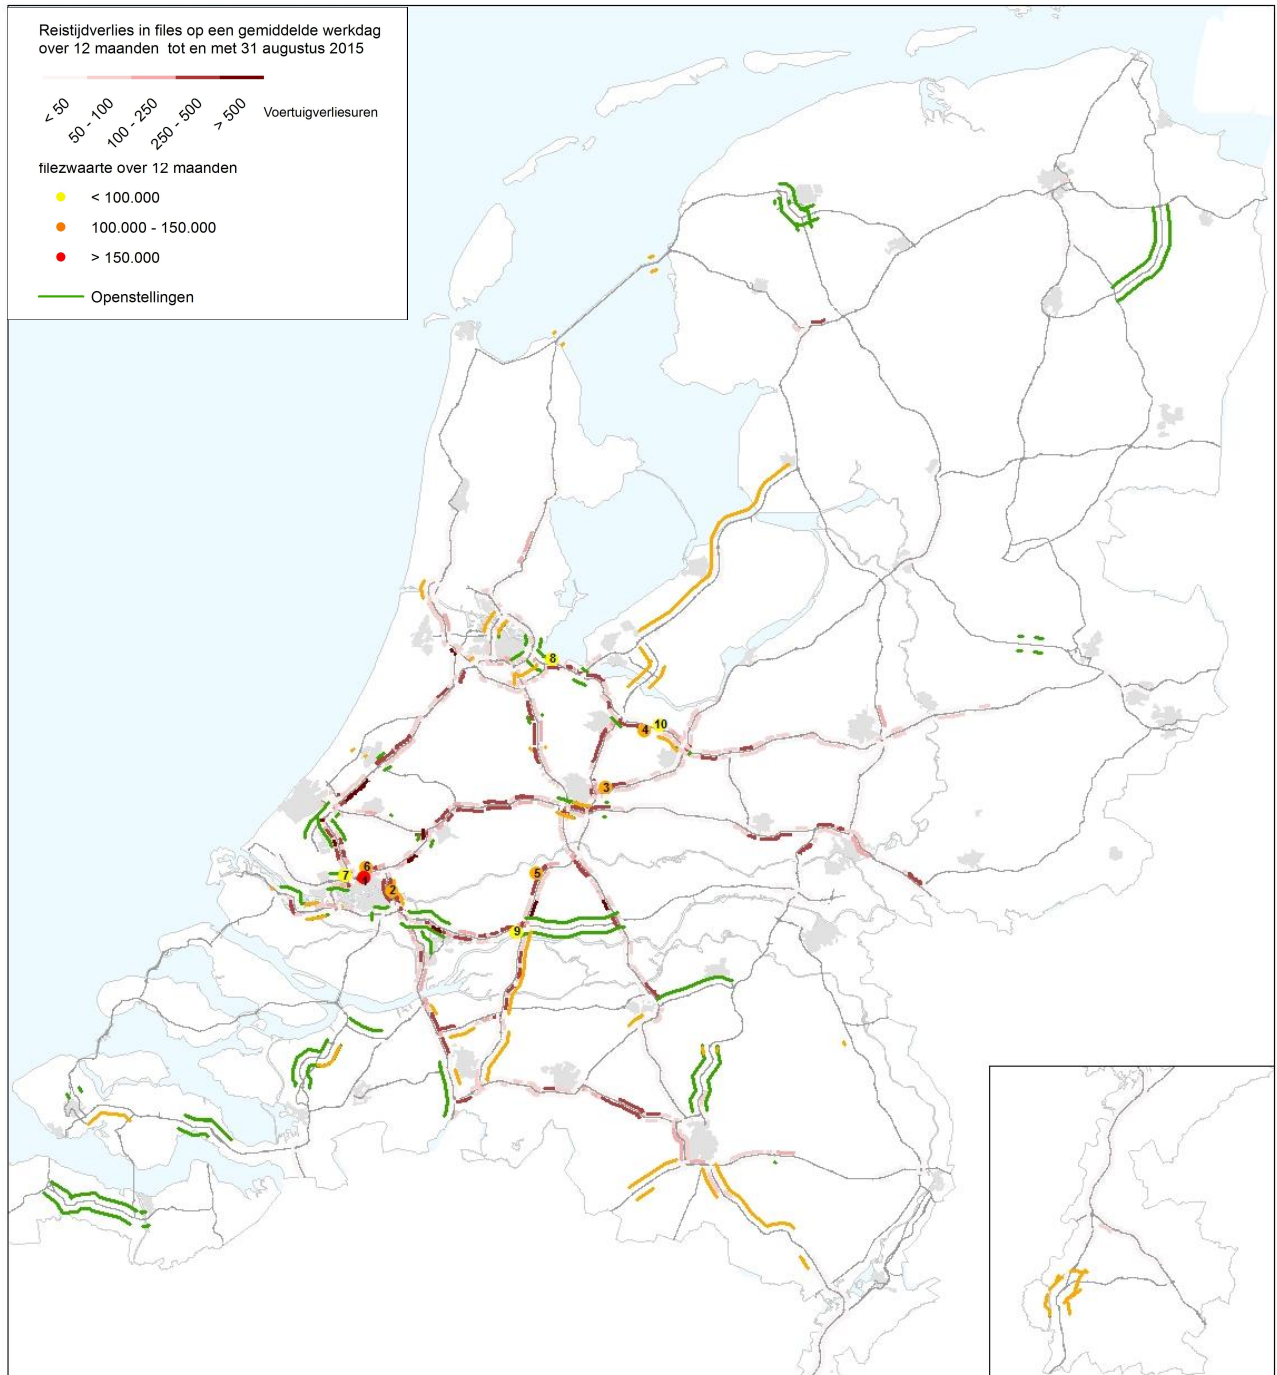 Reistijdverlies in files op een gemiddelde werkdag
over 12 maanden tot en met 31 augustus 2015
< 50
50 - 100
100 - 250
250 - 500
> 500
Voertuigverliesuren
filezwaarte over 12 maanden
< 100.000
100.000 - 150.000
> 150.000
Openstellingen
8
4
10
3
6
7
1
2
5
9